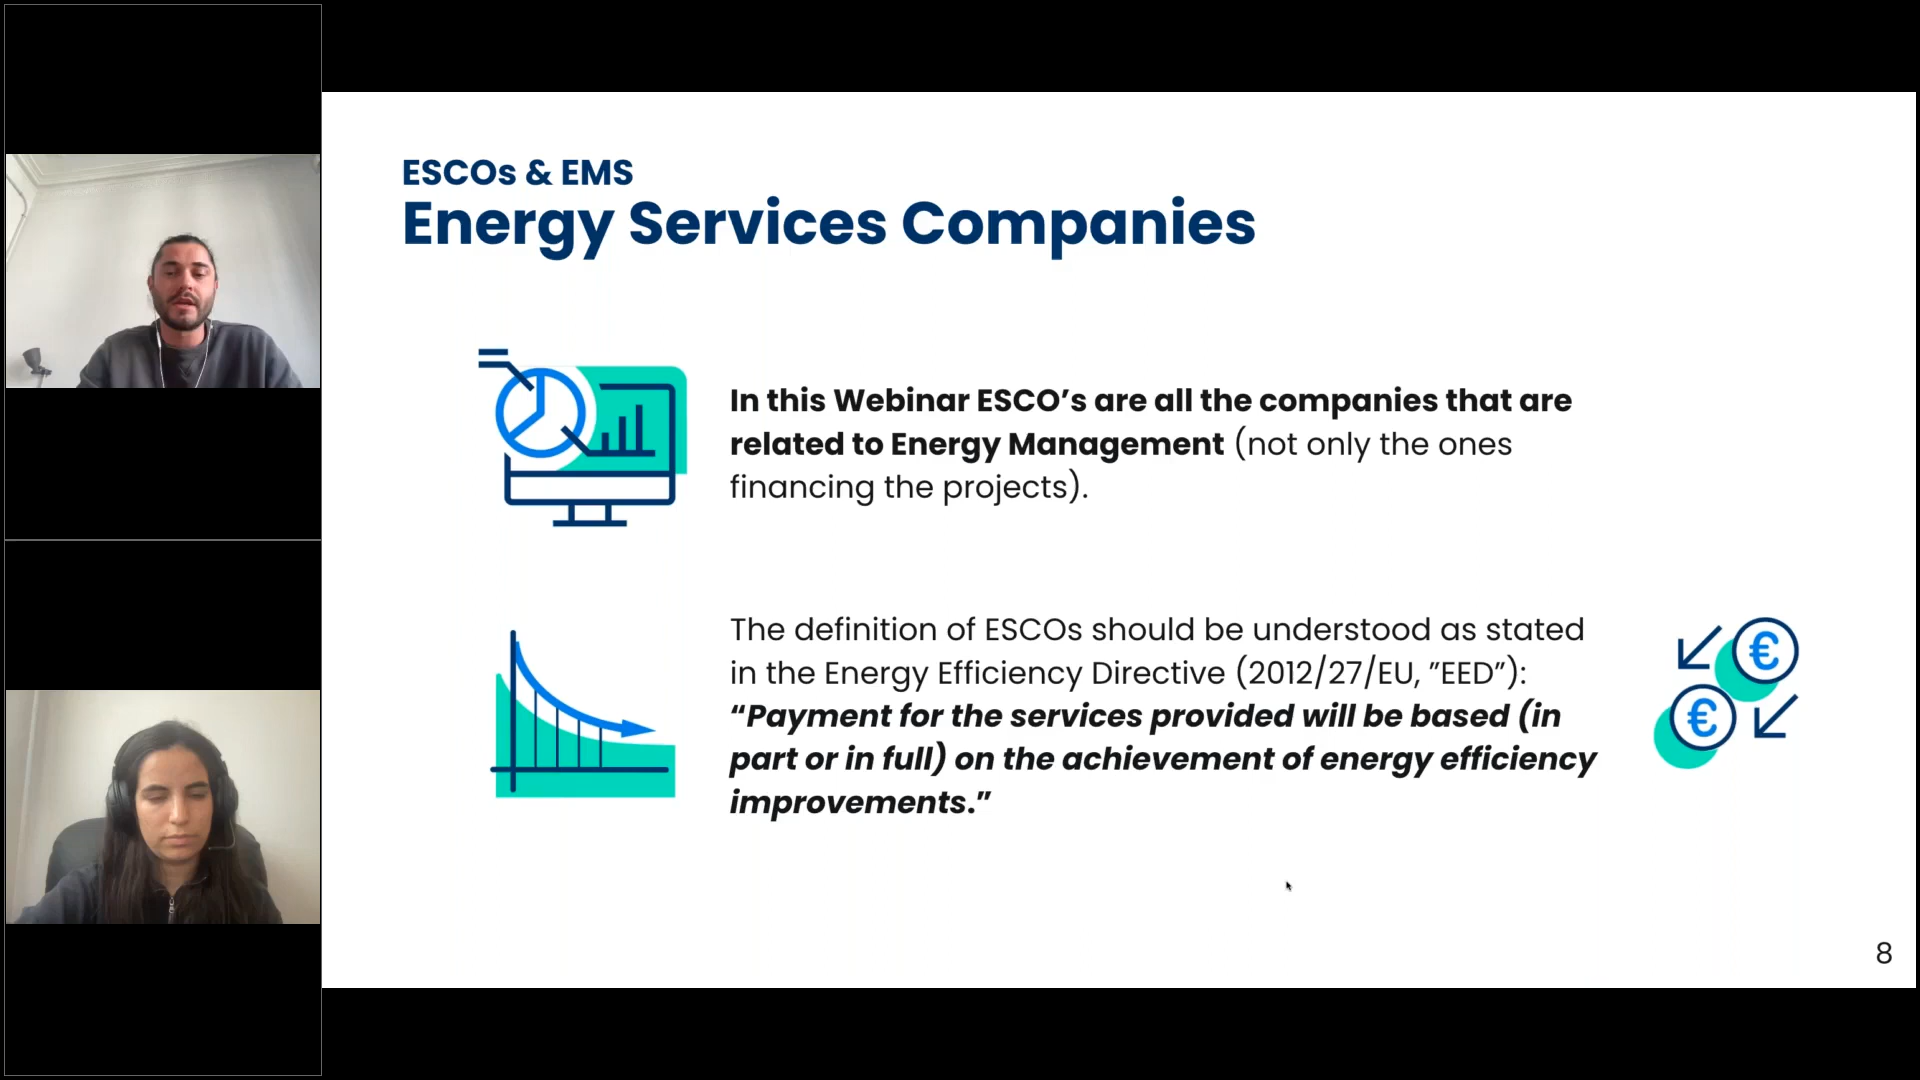 ESCOs & EMS
Energy Services Companies
In this Webinar ESCO’s are all the companies that are
related to Energy Management (not only the ones
financing the projects).
The definition of ESCOs should be understood as stated
in the Energy Efficiency Directive (2012/27/EU, ”EED”):
“Payment for the services provided will be based (in
part or in full) on the achievement of energy efficiency
improvements.”
€
€
8